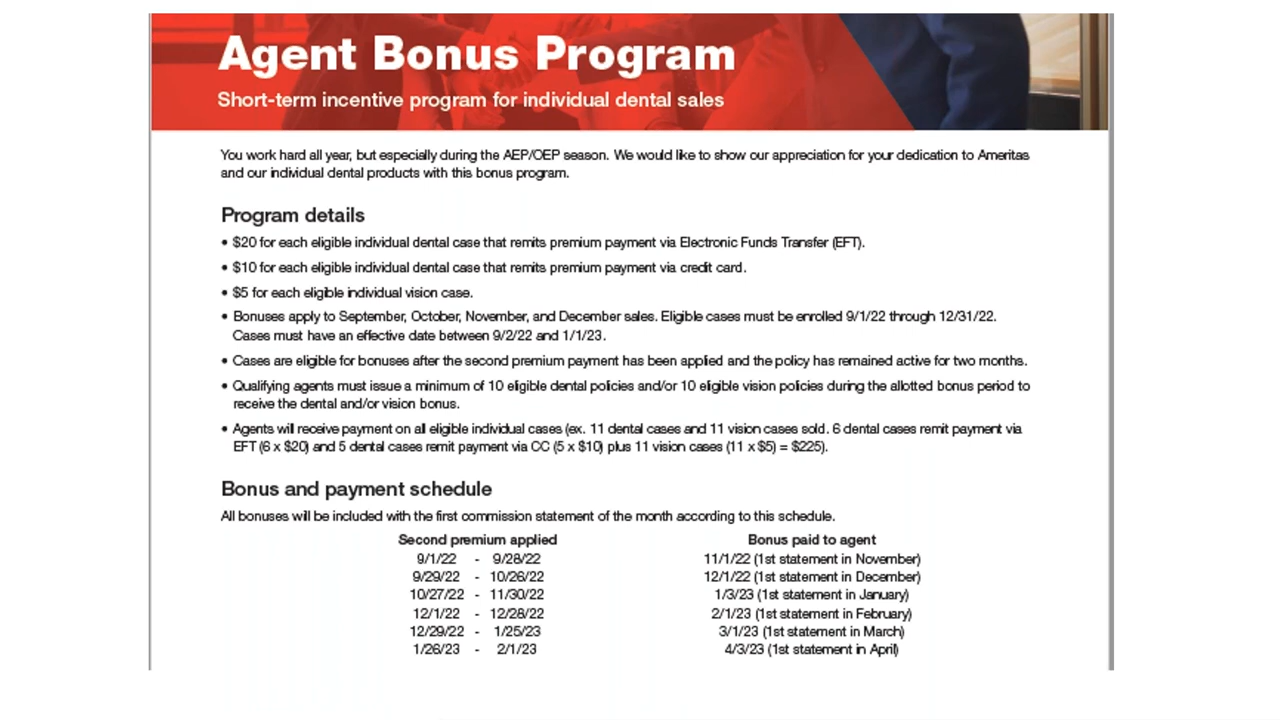 Agent Bonus Program
Short-term incentive program for individual dental sales
You work hard all year, but especially during the AEP/OEP season. We would like to show our appreciation for your dedication to Ameritas
and our individual dental products with this bonus program.
Program details
• $20 for each eligible individual dental case that remits premium payment via Electronic Funds Transfer (EFT).
• $10 for each eligible individual dental case that remits premium payment via credit card.
• $5 for each eligible individual vision case.
• Bonuses apply to September, October, November, and December sales. Eligible cases must be enrolled 9/1/22 through 12/31/22.
Cases must have an effective date between 9/2/22 and 1/1/23.
• Cases are eligible for bonuses after the second premium payment has been applied and the policy has remained active for two months.
• Qualifying agents must issue a minimum of 10 eligible dental policies and/or 10 eligible vision policies during the allotted bonus period to
receive the dental and/or vision bonus.
• Agents will receive payment on all eligible individual cases (ex. 11 dental cases and 11 vision cases sold. 6 dental cases remit payment via
EFT (6 x $20) and 5 dental cases remit payment via CC (5 x $10) plus 11 vision cases (11 x $5) = $225).
Bonus and payment schedule
All bonuses will be included with the first commission statement of the month according to this schedule.
Second premium applied Bonus paid to agent
9/1/22 - 9/28/22 11/1/22 (1st statement in November)
9/29/22 - 10/26/22 12/1/22 (1st statement in December)
10/27/22 - 11/30/22 1/3/23 (1st statement in January)
12/1/22 - 12/28/22 2/1/23 (1st statement in February)
12/29/22 - 1/25/23 3/1/23 (1st statement in March)
1/26/23 - 2/1/23 4/3/23 (1st statement in April)